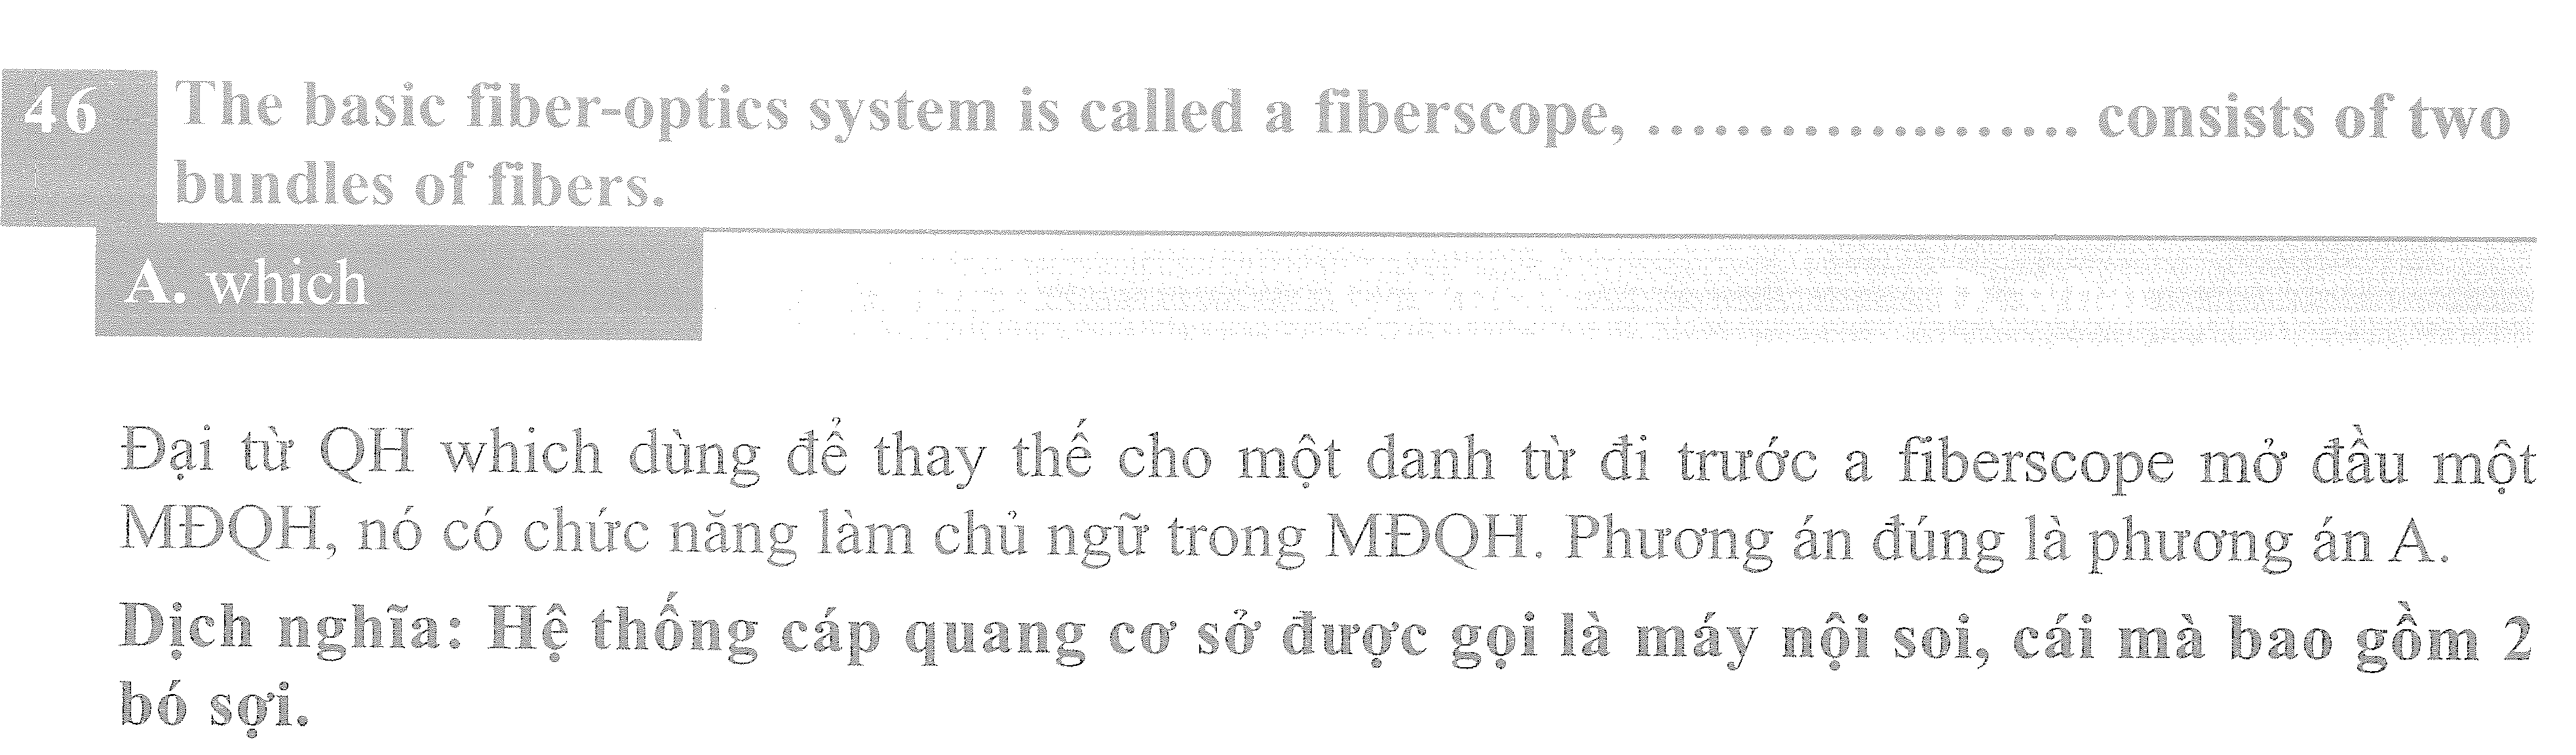 46 The basic fiber-optics system is called a fiberscope, ................... consists of two
bundles of fibers.
A. which
Đại từ QH which dùng để thay thế cho một danh từ đi trước a fiberscope mở đầu một
MĐQH, nó có chức năng làm chủ ngữ trong MĐQH. Phương án đúng là phương án A.
Dịch nghĩa: Hệ thống cáp quang cơ sở được gọi là máy nội soi, cái mà bao gồm 2
bó sợi.